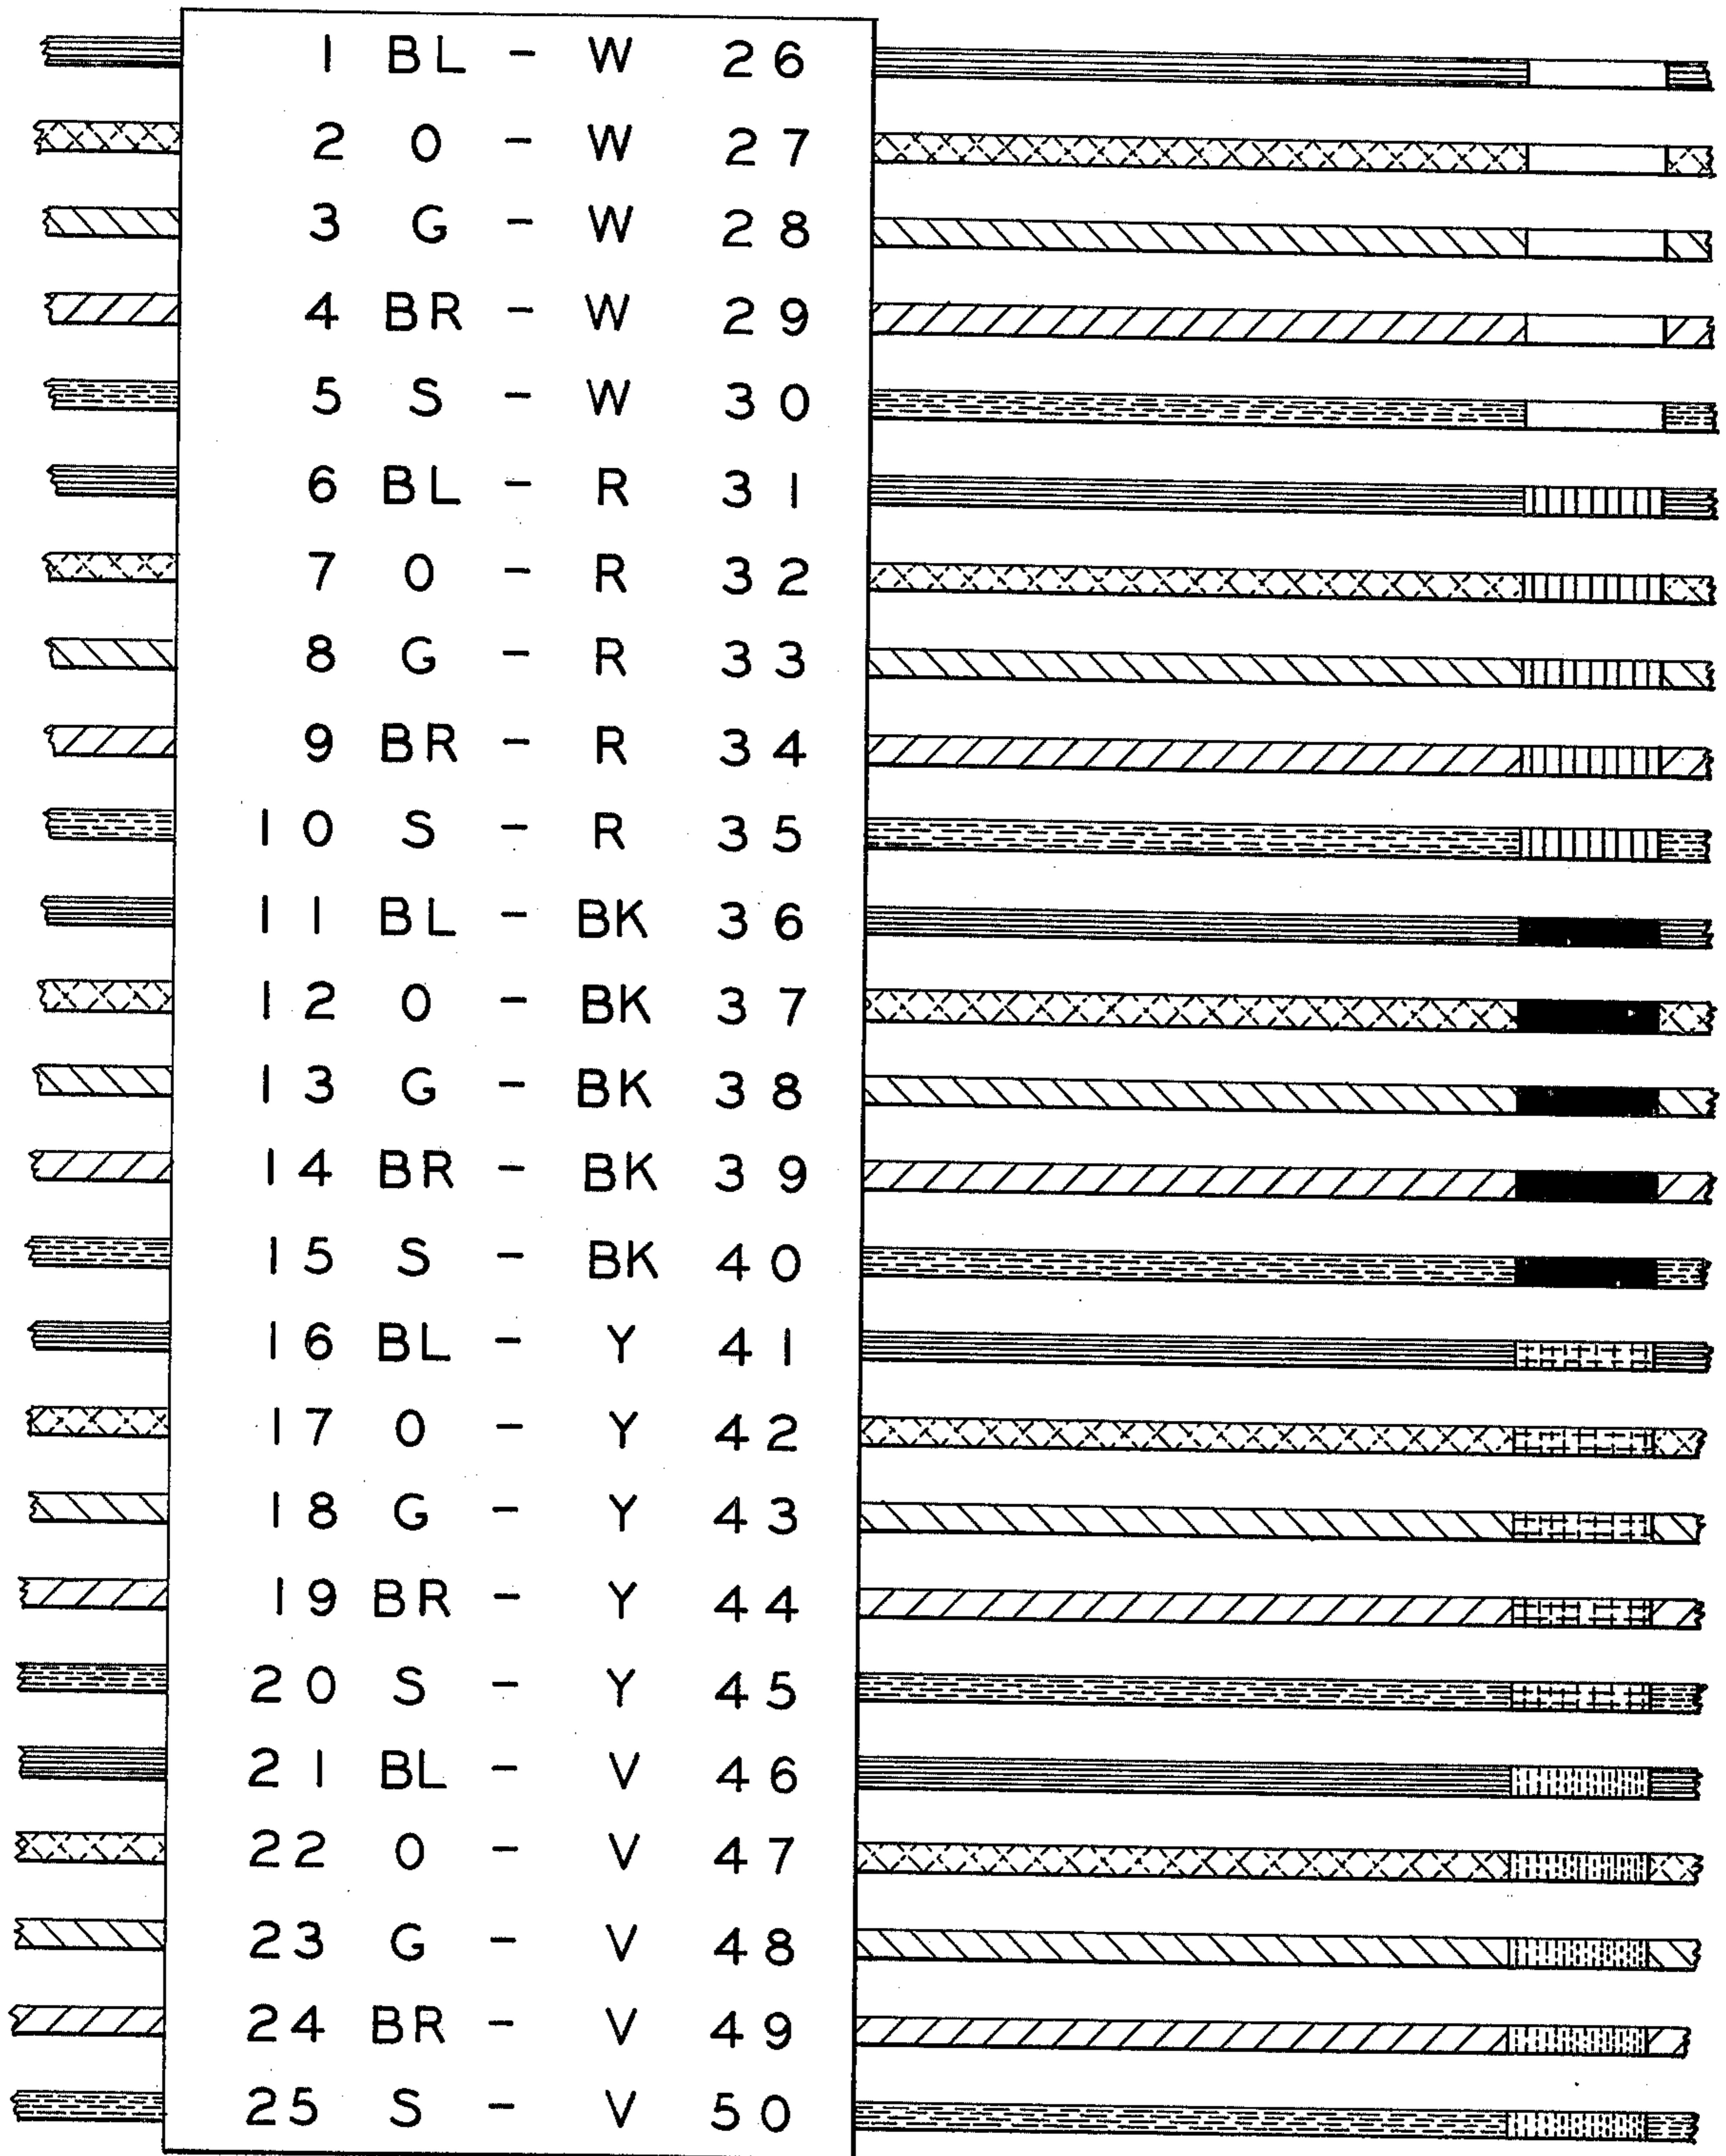 1 BL - W 26
2 O - W 27
3 G - W 28
4 BR - W 29
5 S - W 30
6 BL - R 31
7 O - R 32
8 G - R 33
9 BR - R 34
10 S - R 35
11 BL - BK 36
12 O - BK 37
13 G - BK 38
14 BR - BK 39
15 S - BK 40
16 BL - Y 41
17 O - Y 42
18 G - Y 43
19 BR - Y 44
20 S - Y 45
21 BL - V 46
22 O - V 47
23 G - V 48
24 BR - V 49
25 S - V 50